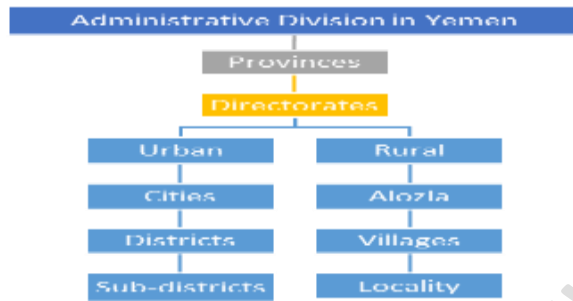 Administrative Division in Yemen
Provinces
Directorates
Urban
Rural
Cities
Alozla
Districts
Villages
Sub-districts
Locality